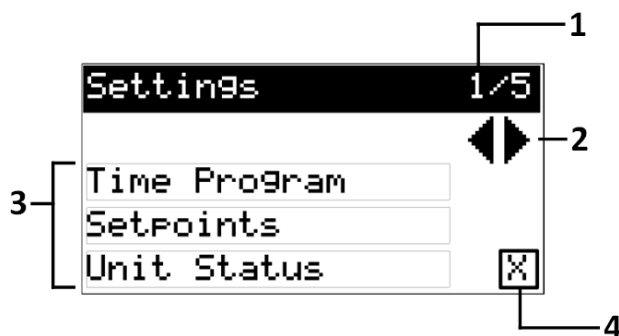 1
Settings 1/5
2
3
Time Program
Setpoints
Unit Status X
4